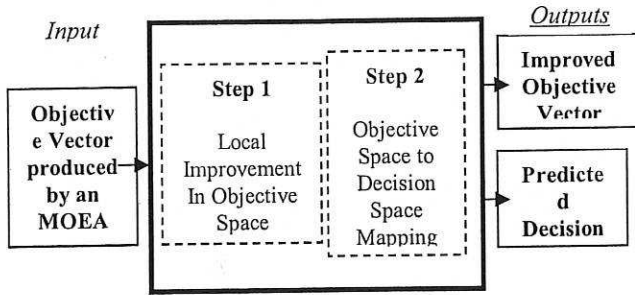 Input
Outputs
Objectiv
e Vector
produced
by an
MOEA
Step 1
Local
Improvement
In Objective
Space
Step 2
Objective
Space to
Decision
Space
Mapping
Improved
Objective
Vector
Predicte
d
Decision